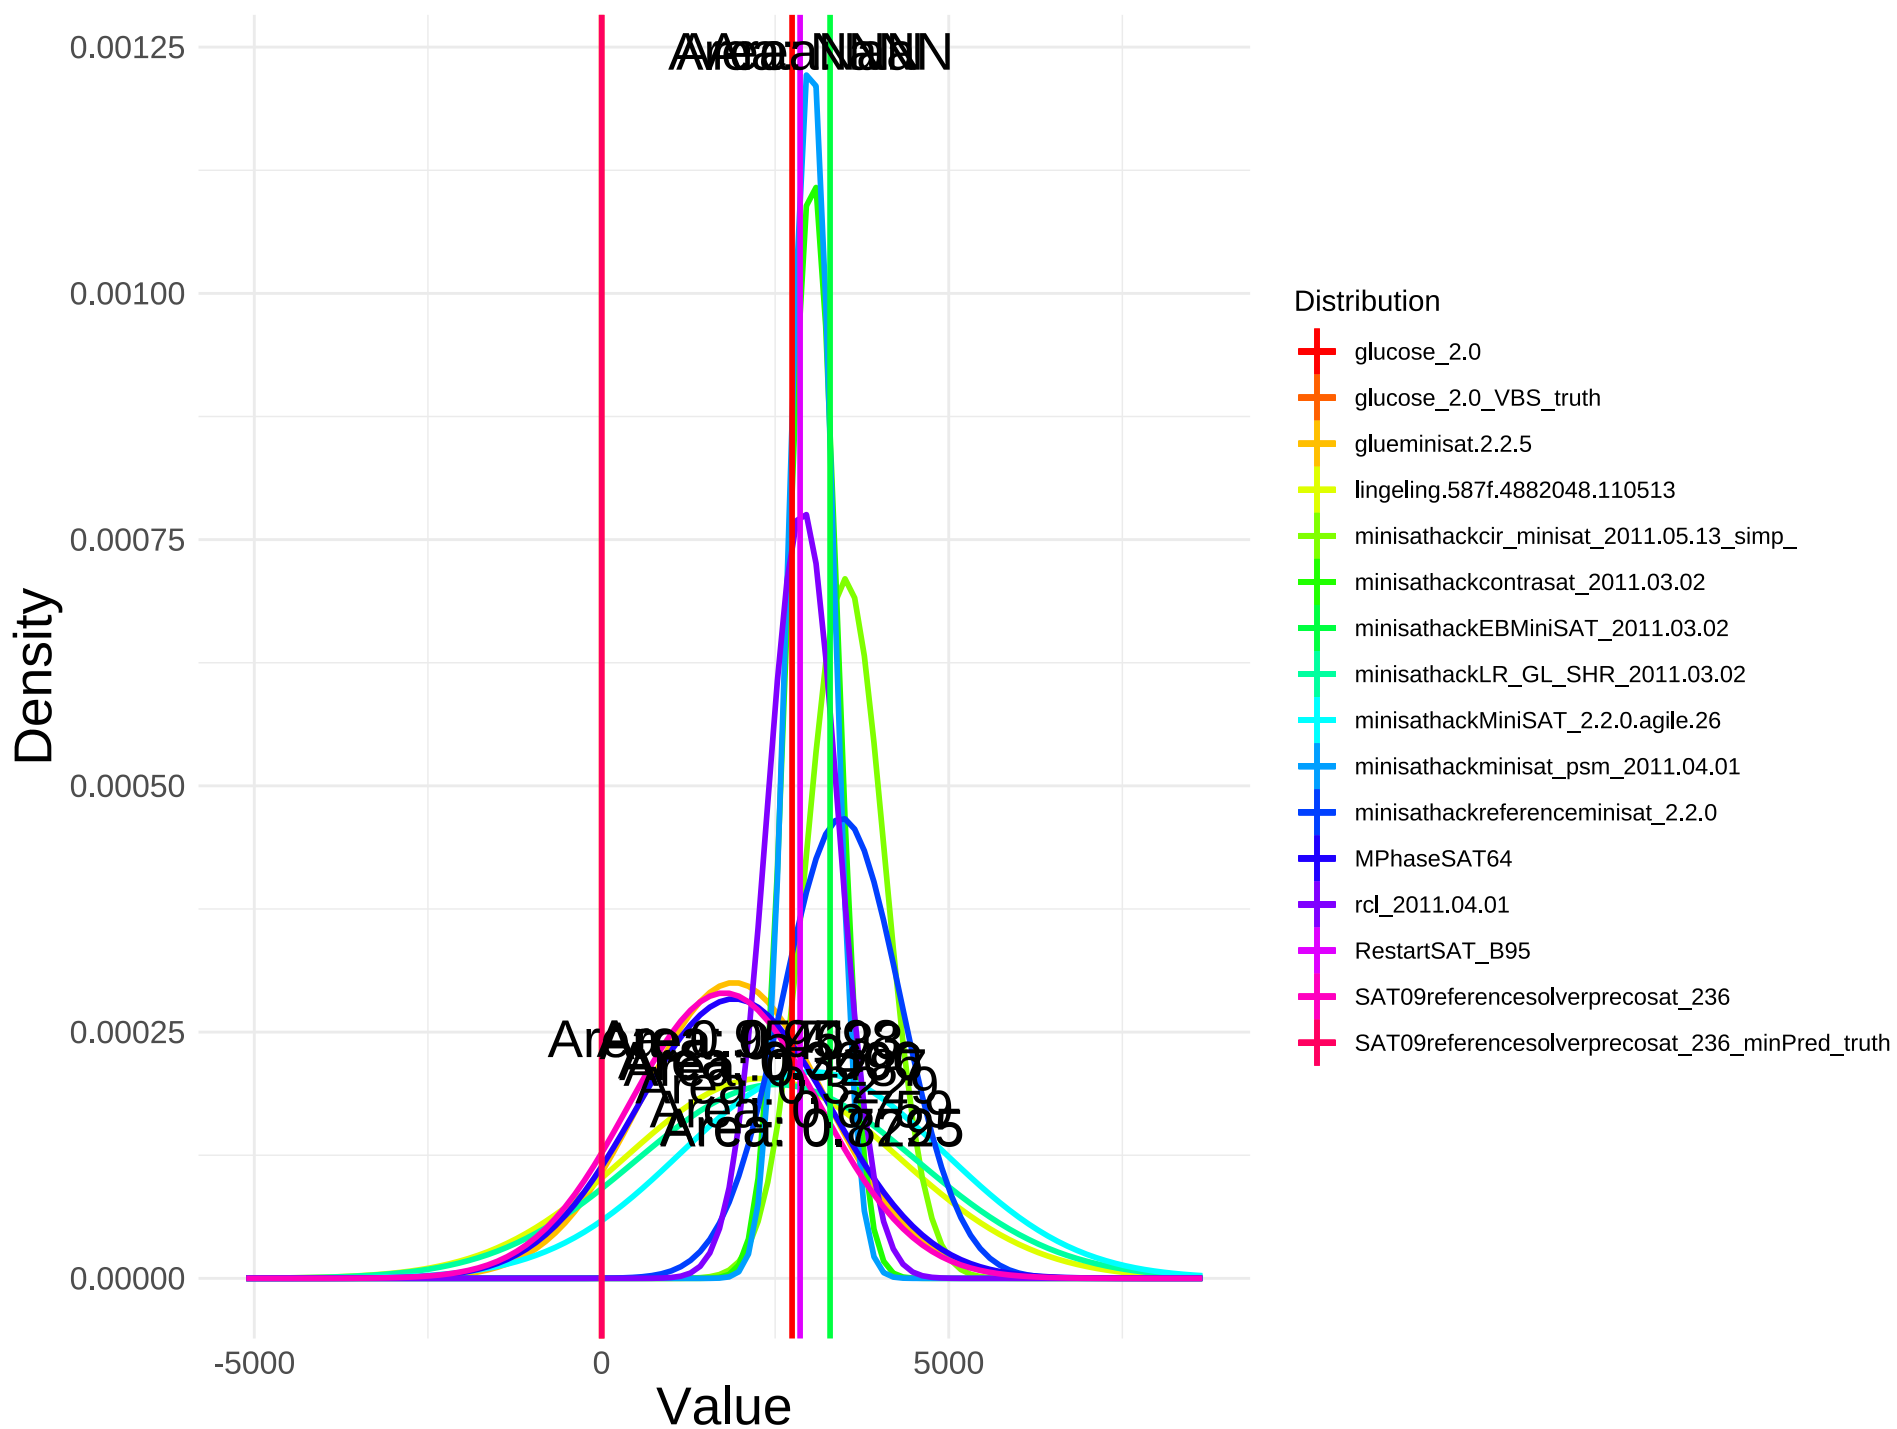 0.00125
0.00100
0.00075
0.00050
0.00025
0.00000
Density
-5000 0 5000
Value
Area: 0.8225
Distribution
glucose_2.0
glucose_2.0_VBS_truth
glueminisat.2.2.5
lingeling.587f.4882048.110513
minisathackcir_minisat_2011.05.13_simp_
minisathackcontrasat_2011.03.02
minisathackEBMiniSAT_2011.03.02
minisathackLR_GL_SHR_2011.03.02
minisathackMiniSAT_2.2.0.agile.26
minisathackminisat_psm_2011.04.01
minisathackreferenceminisat_2.2.0
MPhaseSAT64
rcl_2011.04.01
RestartSAT_B95
SAT09referencesolverprecosat_236
SAT09referencesolverprecosat_236_minPred_truth